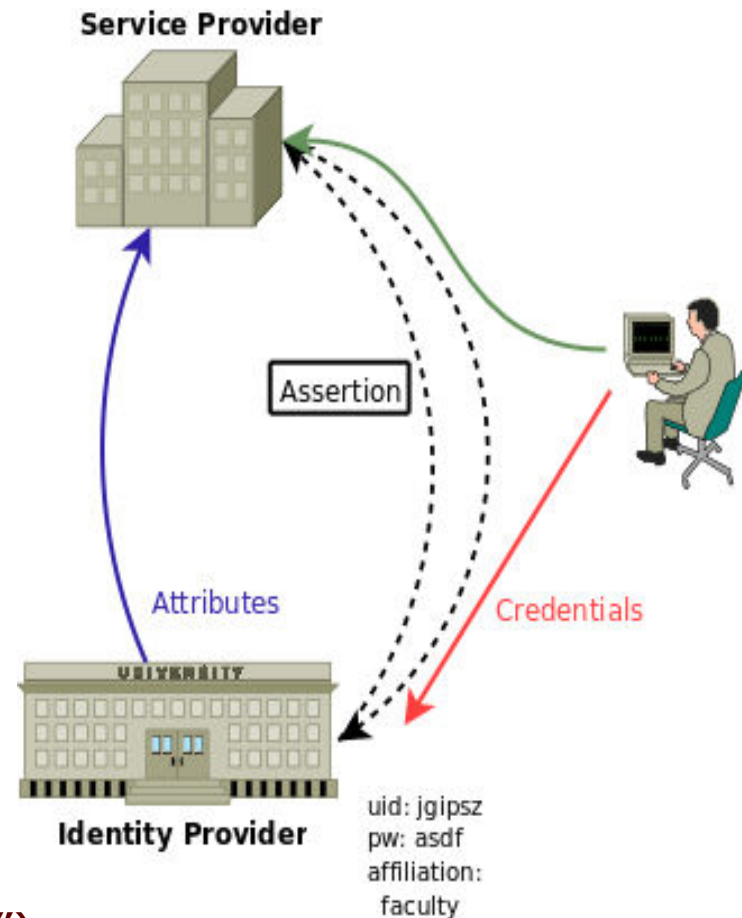 Service Provider
Assertion
Attributes
Credentials
Identity Provider
uid: jgipsz
pw: asdf
affiliation:
faculty